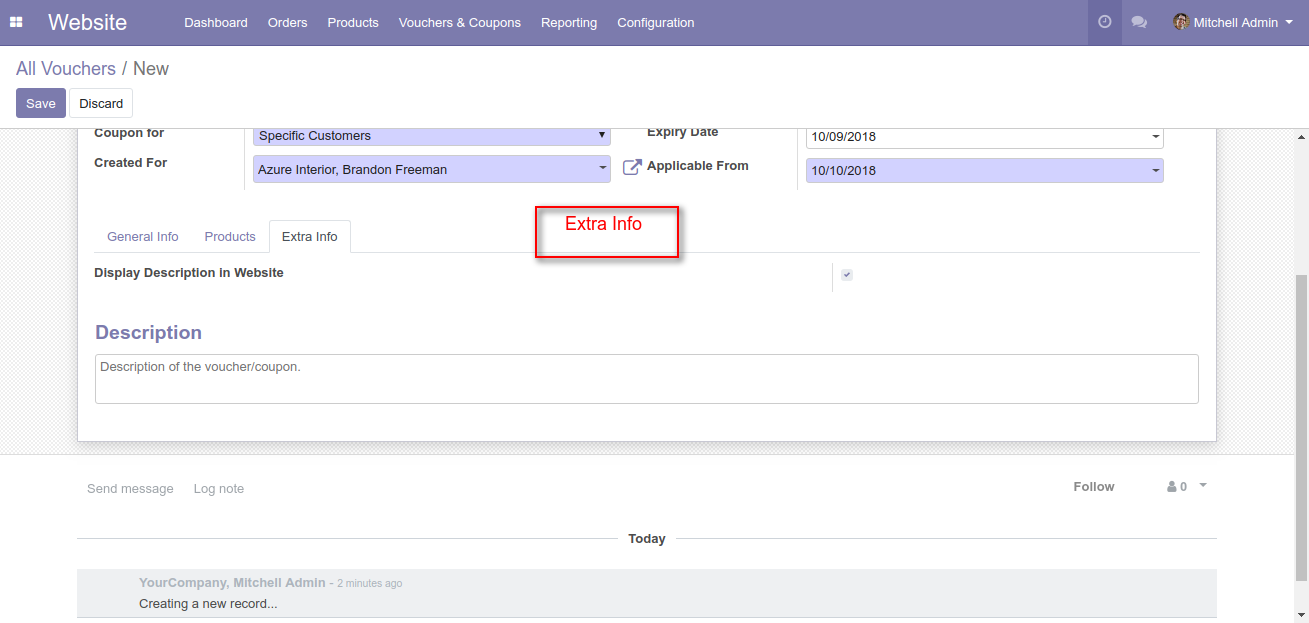 Website Dashboard Orders Products Vouchers & Coupons Reporting Configuration Mitchell Admin
All Vouchers / New
Save Discard
Coupon for Specific Customers Expiry Date 10/09/2018
Created For Azure Interior, Brandon Freeman Applicable From 10/10/2018
Extra Info
General Info Products Extra Info
Display Description in Website
Description
Description of the voucher/coupon.
Send message Log note Follow 0
Today
YourCompany, Mitchell Admin - 2 minutes ago
Creating a new record...